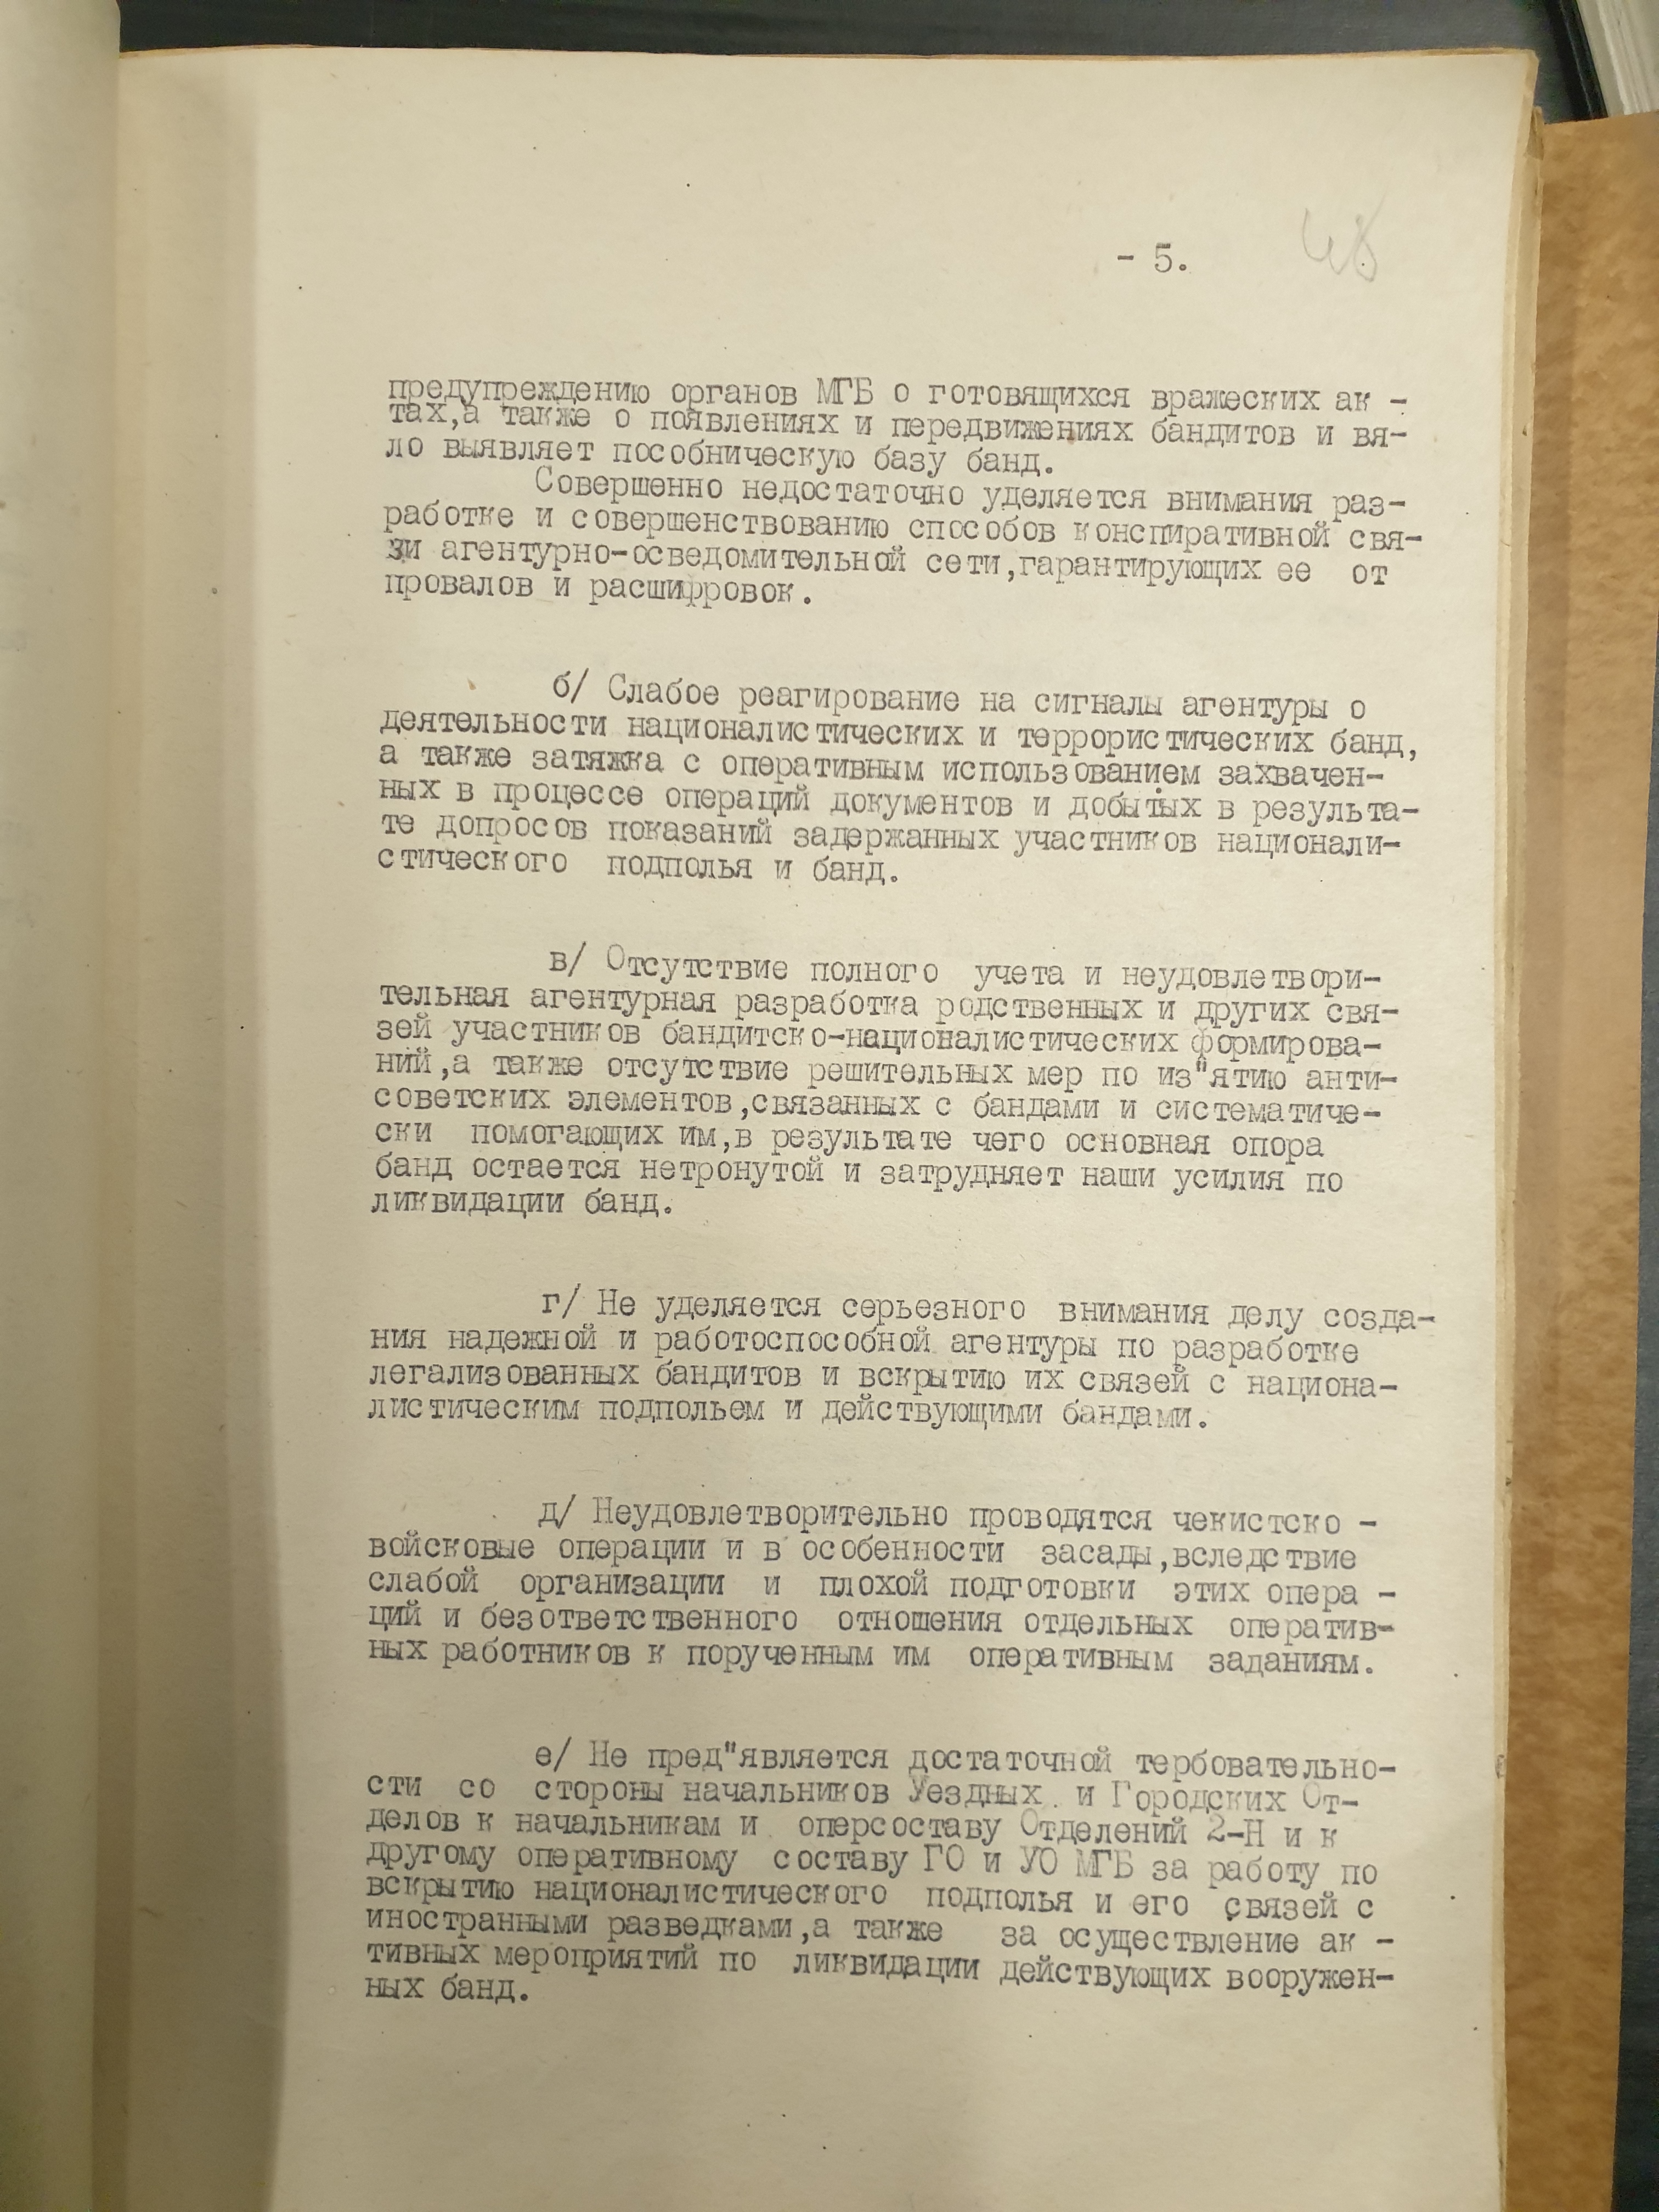 - 5.
48
предупреждению органов МГБ о готовящихся вражеских ак -
тах,а также о появлениях и передвижениях бандитов и вя-
ло выявляет пособническую базу банд.
Совершенно недостаточно уделяется внимания раз-
работке и совершенствованию способов конспиративной свя-
зи агентурно-осведомительной сети,гарантирующих ее от
провалов и расшифровок.
б/ Слабое реагирование на сигналы агентуры о
деятельности националистических и террористических банд,
а также затяжка с оперативным использованием захвачен-
ных в процессе операций документов и добытых в результа-
те допросов показаний задержанных участников национали-
стического подполья и банд.
в/ Отсутствие полного учета и неудовлетвори-
тельная агентурная разработка родственных и других свя-
зей участников бандитско-националистических формирова-
ний,а также отсутствие решительных мер по из"ятию анти-
советских элементов,связанных с бандами и систематиче-
ски помогающих им,в результате чего основная опора
банд остается нетронутой и затрудняет наши усилия по
ликвидации банд.
г/ Не уделяется серьезного внимания делу созда-
ния надежной и работоспособной агентуры по разработке
легализованных бандитов и вскрытию их связей с национа-
листическим подпольем и действующими бандами.
д/ Неудовлетворительно проводятся чекистско -
войсковые операции и в особенности засады,вследствие
слабой организации и плохой подготовки этих опера -
ций и безответственного отношения отдельных оператив-
ных работников к порученным им оперативным заданиям.
е/ Не пред"является достаточной тербовательно-
сти со стороны начальников Уездных и Городских От-
делов к начальникам и оперсоставу Отделений 2-Н и к
другому оперативному составу ГО и УО МГБ за работу по
вскрытию националистического подполья и его связей с
иностранными разведками,а также за осуществление ак -
тивных мероприятий по ликвидации действующих вооружен-
ных банд.